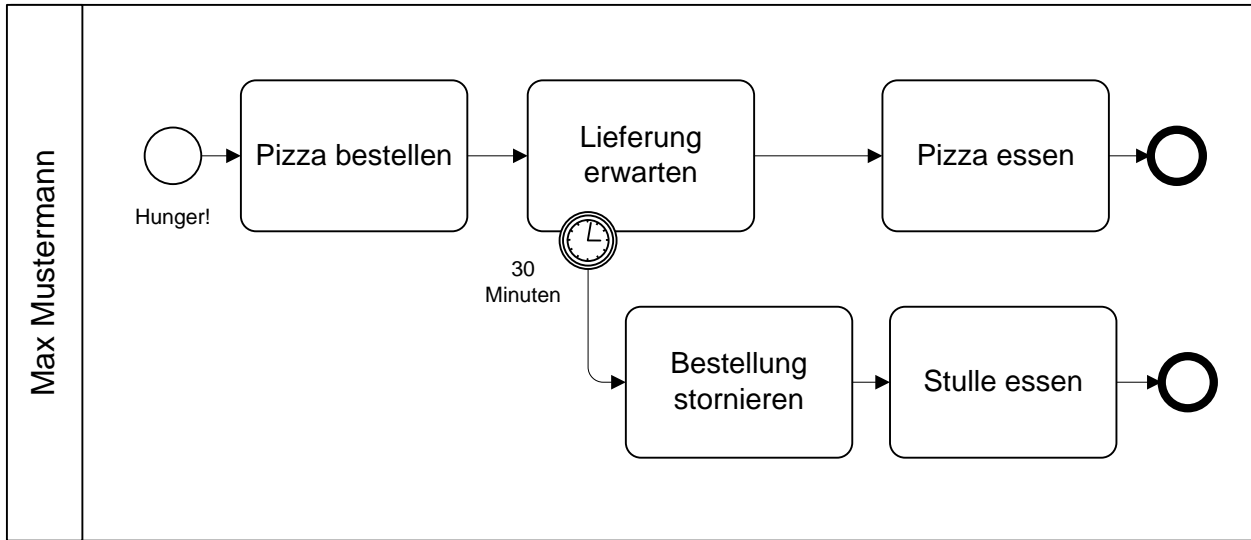 Max Mustermann
Hunger!
Pizza bestellen
Lieferung
erwarten
30
Minuten
Pizza essen
Bestellung
stornieren
Stulle essen